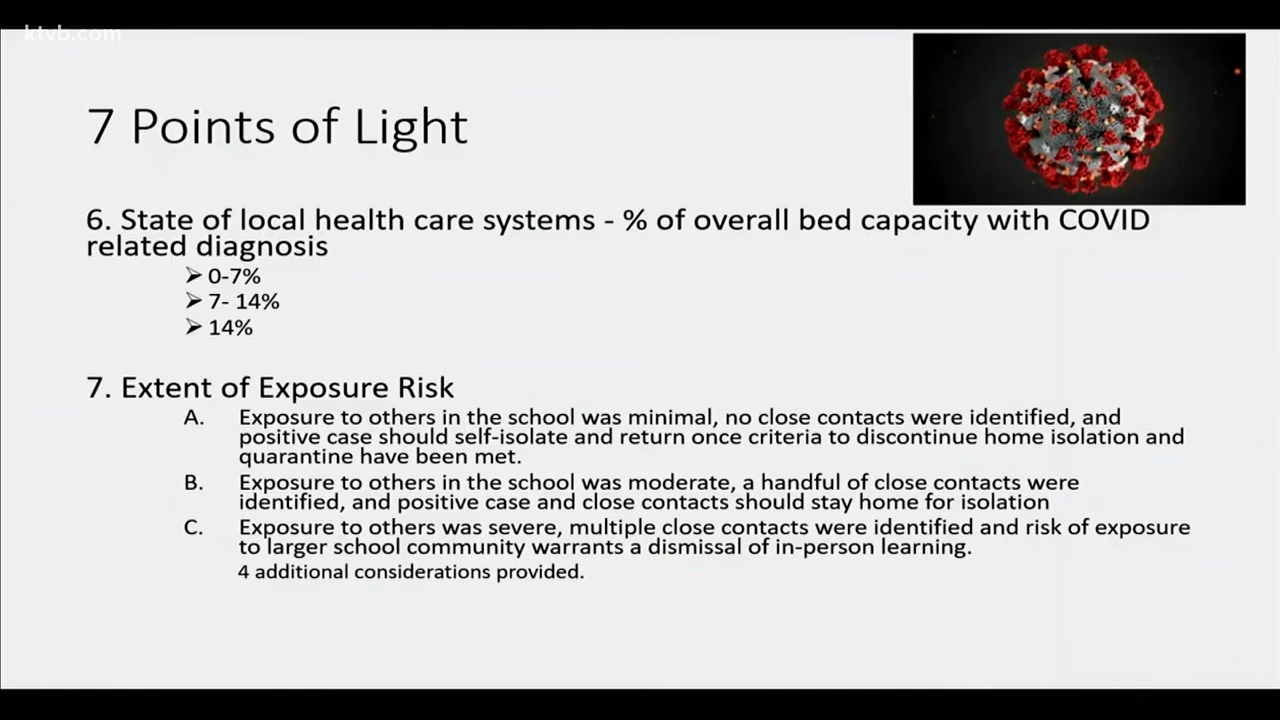 ktvb.com
7 Points of Light
6. State of local health care systems - % of overall bed capacity with COVID
related diagnosis
➢ 0-7%
➢ 7- 14%
➢ 14%
7. Extent of Exposure Risk
A. Exposure to others in the school was minimal, no close contacts were identified, and
positive case should self-isolate and return once criteria to discontinue home isolation and
quarantine have been met.
B. Exposure to others in the school was moderate, a handful of close contacts were
identified, and positive case and close contacts should stay home for isolation
C. Exposure to others was severe, multiple close contacts were identified and risk of exposure
to larger school community warrants a dismissal of in-person learning.
4 additional considerations provided.